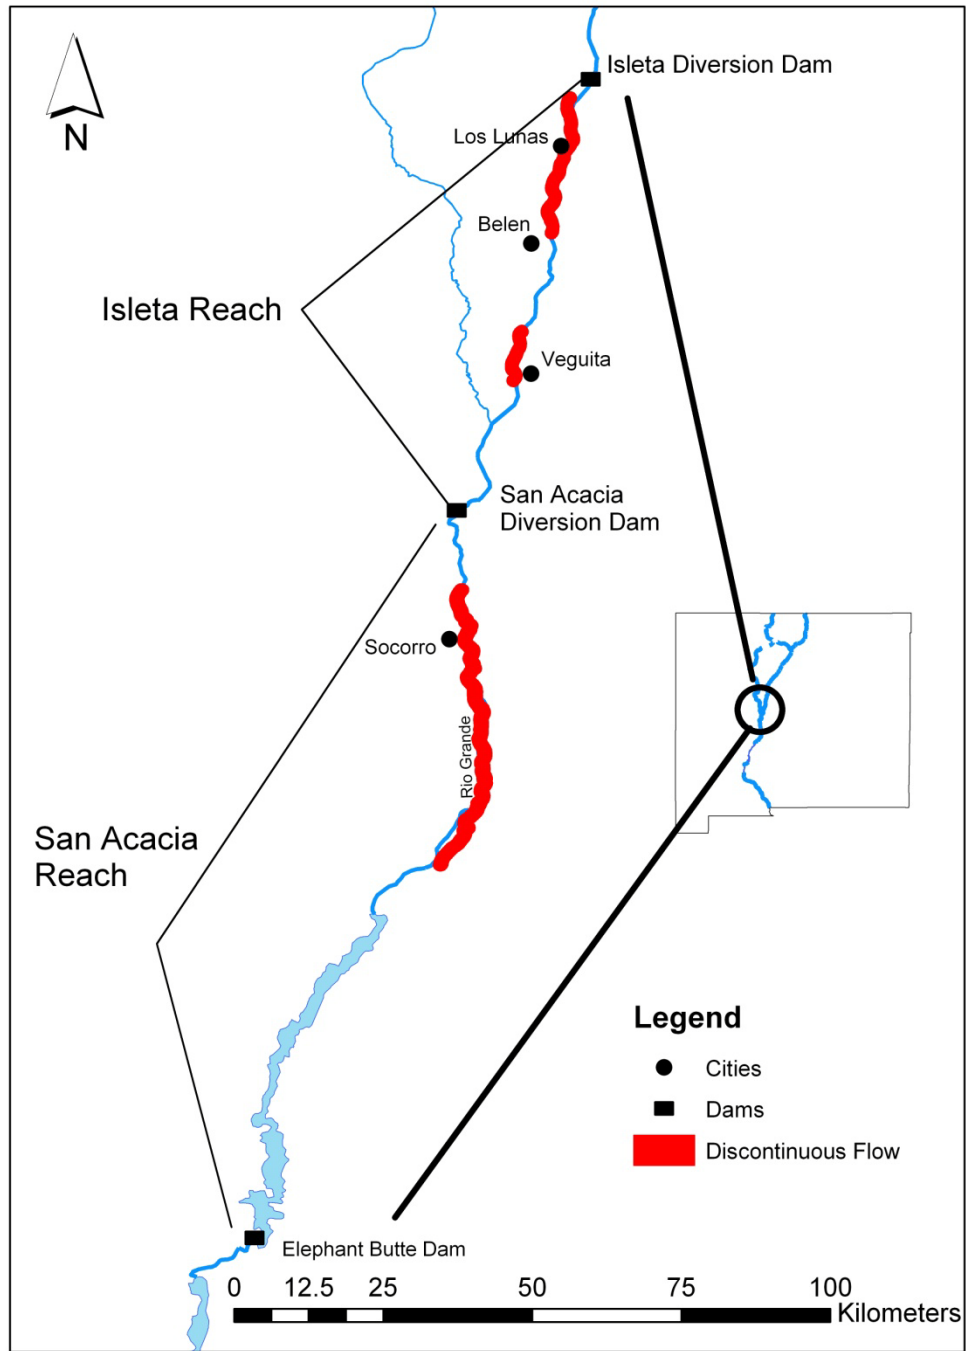 Isleta Diversion Dam
N
Los Lunas
Belen
Isleta Reach
Veguita
San Acacia
Diversion Dam
Socorro
Rio Grande
San Acacia
Reach
Legend
Cities
Dams
Discontinuous Flow
Elephant Butte Dam
0 12.5 25 50 75 100
Kilometers